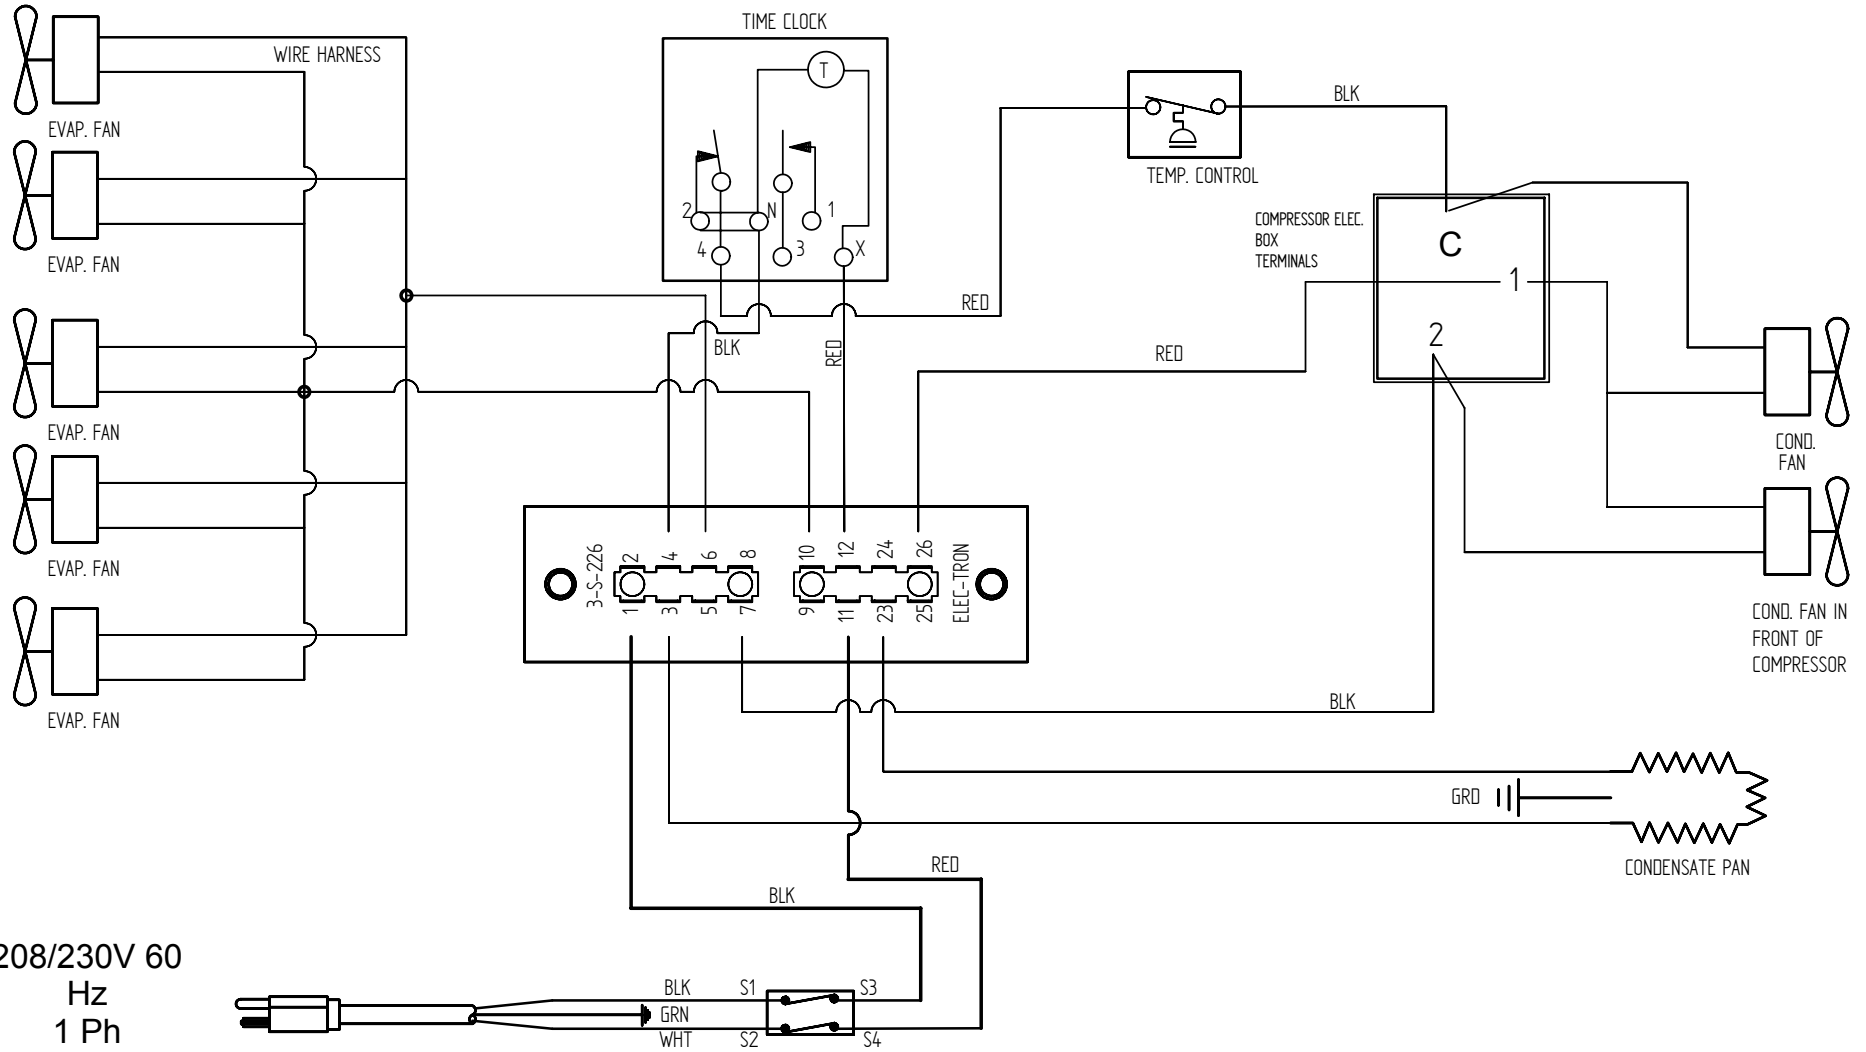 TIME CLOCK
WIRE HARNESS
T
BLK
EVAP. FAN
TEMP. CONTROL
2
N
1
COMPRESSOR ELEC.
BOX
TERMINALS
4
3
X
C
1
EVAP. FAN
RED
2
BLK
RED
RED
EVAP. FAN
COND.
FAN
EVAP. FAN
3-S-226
2
4
6
8
10
12
24
26
ELEC-TRON
1
3
5
7
9
11
23
25
COND. FAN IN
FRONT OF
COMPRESSOR
EVAP. FAN
BLK
GRD
CONDENSATE PAN
RED
BLK
208/230V 60
Hz
1 Ph
BLK
S1
S3
GRN
WHT
S2
S4